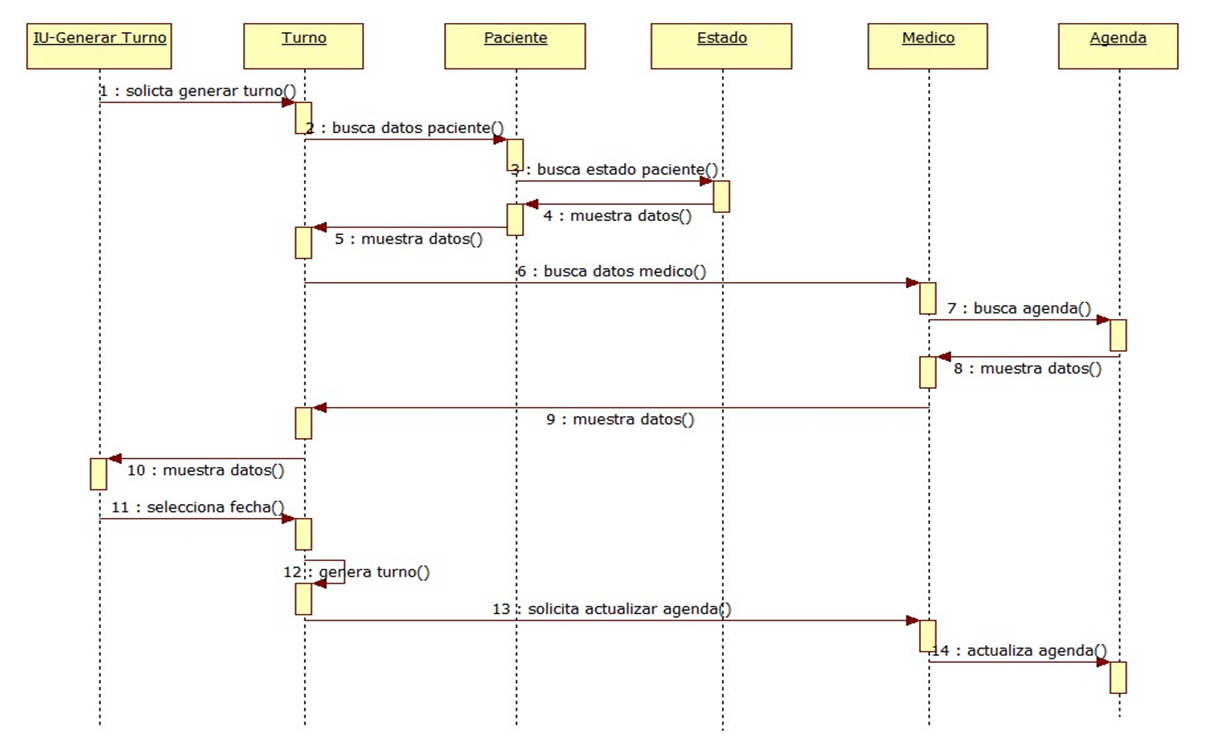 IU-Generar Turno
Turno
Paciente
Estado
Medico
Agenda
1 : solicta generar turno()
2 : busca datos paciente()
3 : busca estado paciente()
4 : muestra datos()
5 : muestra datos()
6 : busca datos medico()
7 : busca agenda()
8 : muestra datos()
9 : muestra datos()
10 : muestra datos()
11 : selecciona fecha()
12 : genera turno()
13 : solicita actualizar agenda()
14 : actualiza agenda()